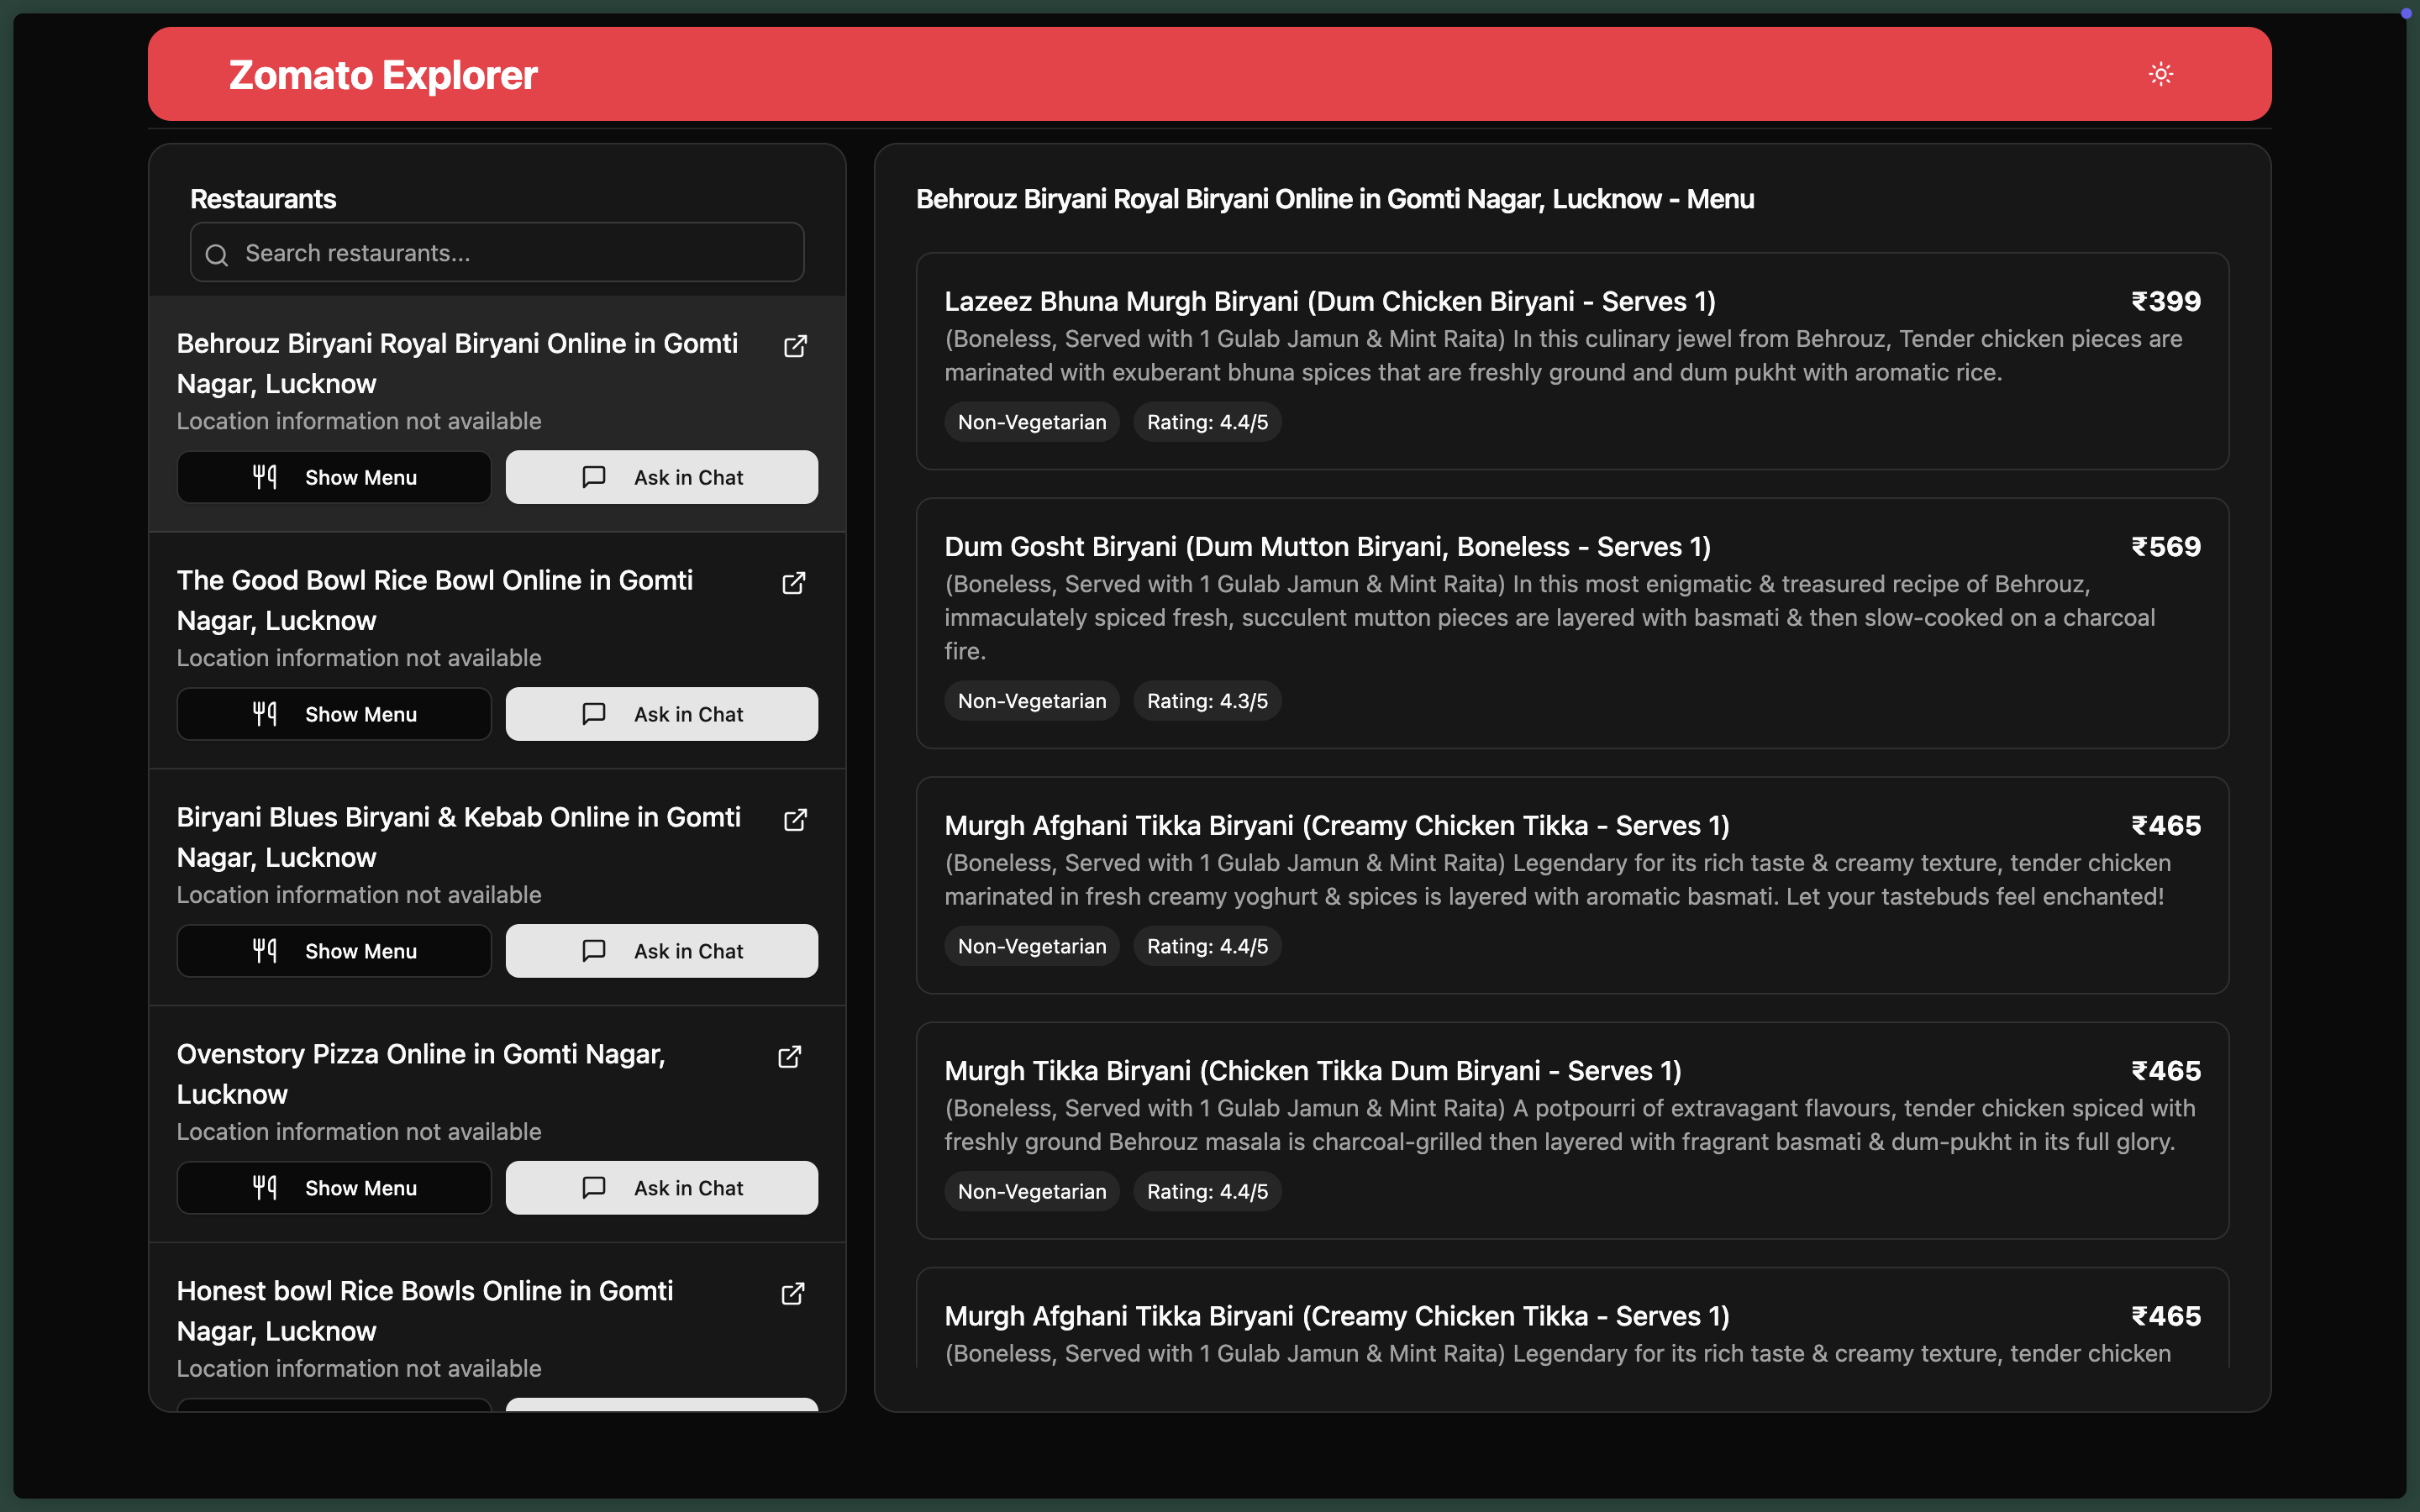 Zomato Explorer
Restaurants
Search restaurants...
Behrouz Biryani Royal Biryani Online in Gomti
Nagar, Lucknow
Location information not available
Show Menu
Ask in Chat
The Good Bowl Rice Bowl Online in Gomti
Nagar, Lucknow
Location information not available
Show Menu
Ask in Chat
Biryani Blues Biryani & Kebab Online in Gomti
Nagar, Lucknow
Location information not available
Show Menu
Ask in Chat
Ovenstory Pizza Online in Gomti Nagar,
Lucknow
Location information not available
Show Menu
Ask in Chat
Honest bowl Rice Bowls Online in Gomti
Nagar, Lucknow
Location information not available
Behrouz Biryani Royal Biryani Online in Gomti Nagar, Lucknow - Menu
Lazeez Bhuna Murgh Biryani (Dum Chicken Biryani - Serves 1)
₹399
(Boneless, Served with 1 Gulab Jamun & Mint Raita) In this culinary jewel from Behrouz, Tender chicken pieces are
marinated with exuberant bhuna spices that are freshly ground and dum pukht with aromatic rice.
Non-Vegetarian
Rating: 4.4/5
Dum Gosht Biryani (Dum Mutton Biryani, Boneless - Serves 1)
₹569
(Boneless, Served with 1 Gulab Jamun & Mint Raita) In this most enigmatic & treasured recipe of Behrouz,
immaculately spiced fresh, succulent mutton pieces are layered with basmati & then slow-cooked on a charcoal
fire.
Non-Vegetarian
Rating: 4.3/5
Murgh Afghani Tikka Biryani (Creamy Chicken Tikka - Serves 1)
₹465
(Boneless, Served with 1 Gulab Jamun & Mint Raita) Legendary for its rich taste & creamy texture, tender chicken
marinated in fresh creamy yoghurt & spices is layered with aromatic basmati. Let your tastebuds feel enchanted!
Non-Vegetarian
Rating: 4.4/5
Murgh Tikka Biryani (Chicken Tikka Dum Biryani - Serves 1)
₹465
(Boneless, Served with 1 Gulab Jamun & Mint Raita) A potpourri of extravagant flavours, tender chicken spiced with
freshly ground Behrouz masala is charcoal-grilled then layered with fragrant basmati & dum-pukht in its full glory.
Non-Vegetarian
Rating: 4.4/5
Murgh Afghani Tikka Biryani (Creamy Chicken Tikka - Serves 1)
₹465
(Boneless, Served with 1 Gulab Jamun & Mint Raita) Legendary for its rich taste & creamy texture, tender chicken